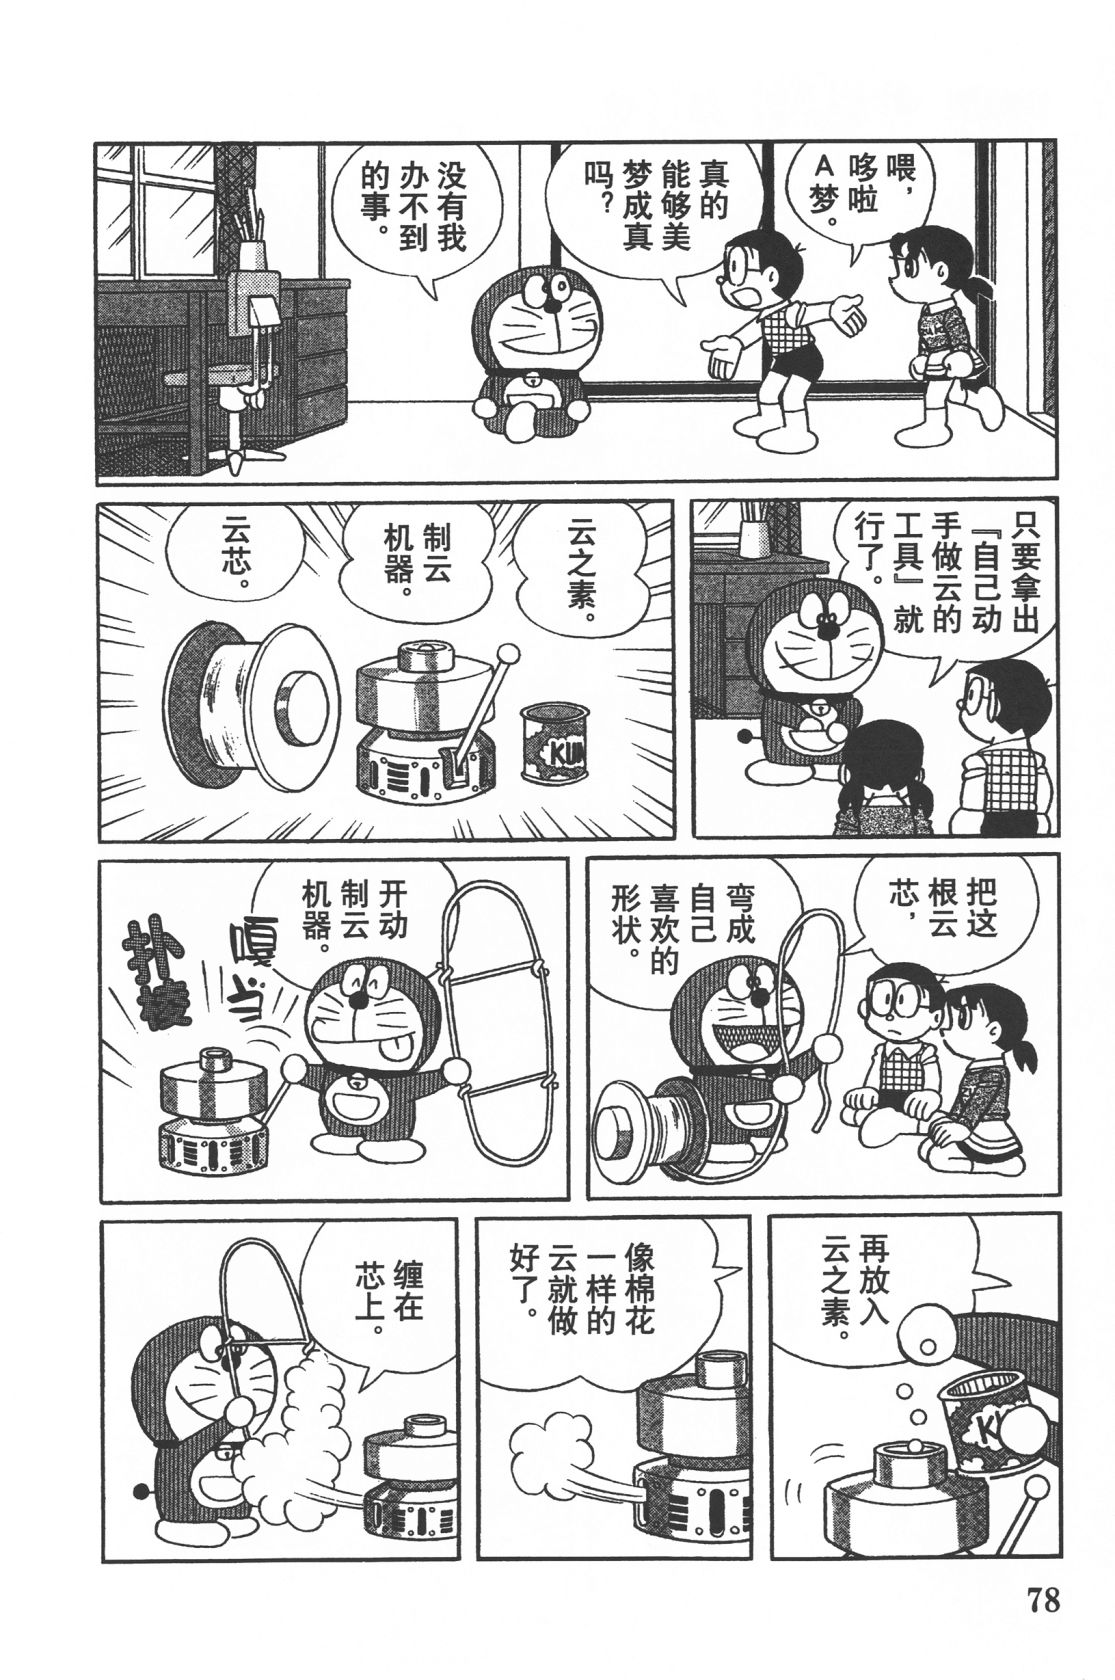 喂，
哆啦
A梦。
真的
能够美
梦成真
吗？
没有我
办不到
的事。
只要拿出
『自己动
手做云的
工具』就
行了。
云之素。
制云
机器。
云芯。
KUM
把这
根云
芯，
弯成
自己
喜欢的
形状。
开动
制云
机器。
嘎当
扑棱
再放入
云之素。
KU
像棉花
一样的
云就做
好了。
缠在
芯上。
78